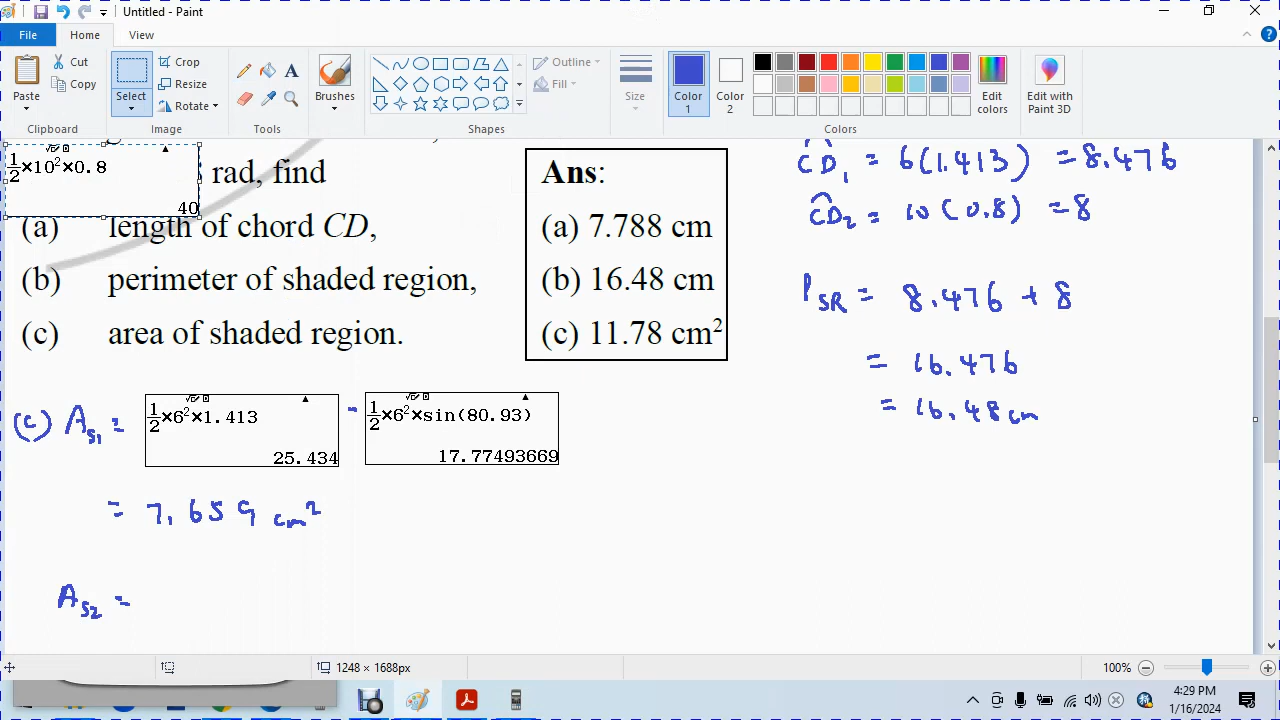 Untitled - Paint
File Home View
Paste
Cut
Copy
Clipboard
Select
Crop
Resize
Rotate
Image
Tools
Brushes
Outline
Fill
Shapes
Size
Color 1
Color 2
Edit colors
Colors
Edit with Paint 3D
1/2×10²×0.8
40
rad, find
(a) length of chord CD,
(b) perimeter of shaded region,
(c) area of shaded region.
Ans:
(a) 7.788 cm
(b) 16.48 cm
(c) 11.78 cm²
CD₁ = 6(1.413) = 8.476
CD₂ = 10(0.8) = 8
P SR = 8.476 + 8
= 16.476
= 16.48 cm
(c) A s₁ =
1/2×6²×1.413
25.434
-
1/2×6²×sin(80.93)
17.77493669
= 7.659 cm²
A s₂ =
1248 × 1688px
100%
4:29 PM
1/16/2024